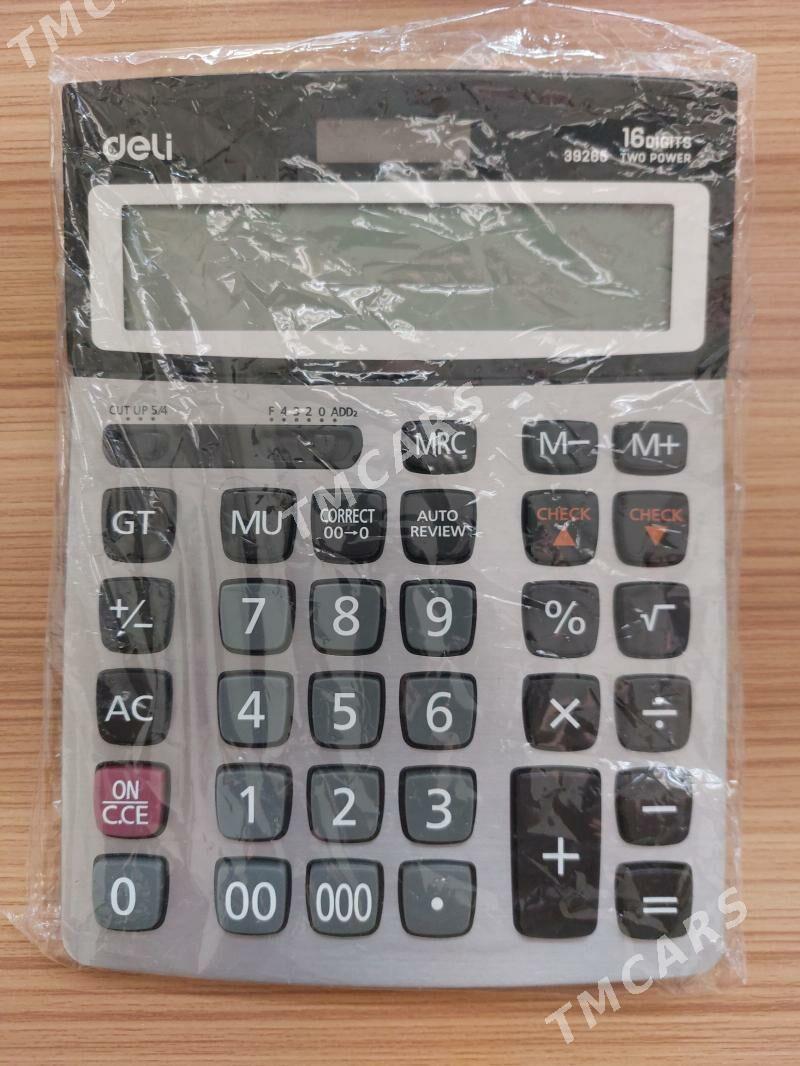 TMCARS
deli
16 DIGITS
39265 TWO POWER
CUT UP 5/4
F 4 3 2 0 ADD₂
MRC M− M+
TMCARS
GT MU CORRECT 00→0 AUTO REVIEW CHECK ▲ CHECK ▼
+/− 7 8 9 % √
AC 4 5 6 × ÷
ON C.CE 1 2 3 −
+
0 00 000 . =
TMCARS